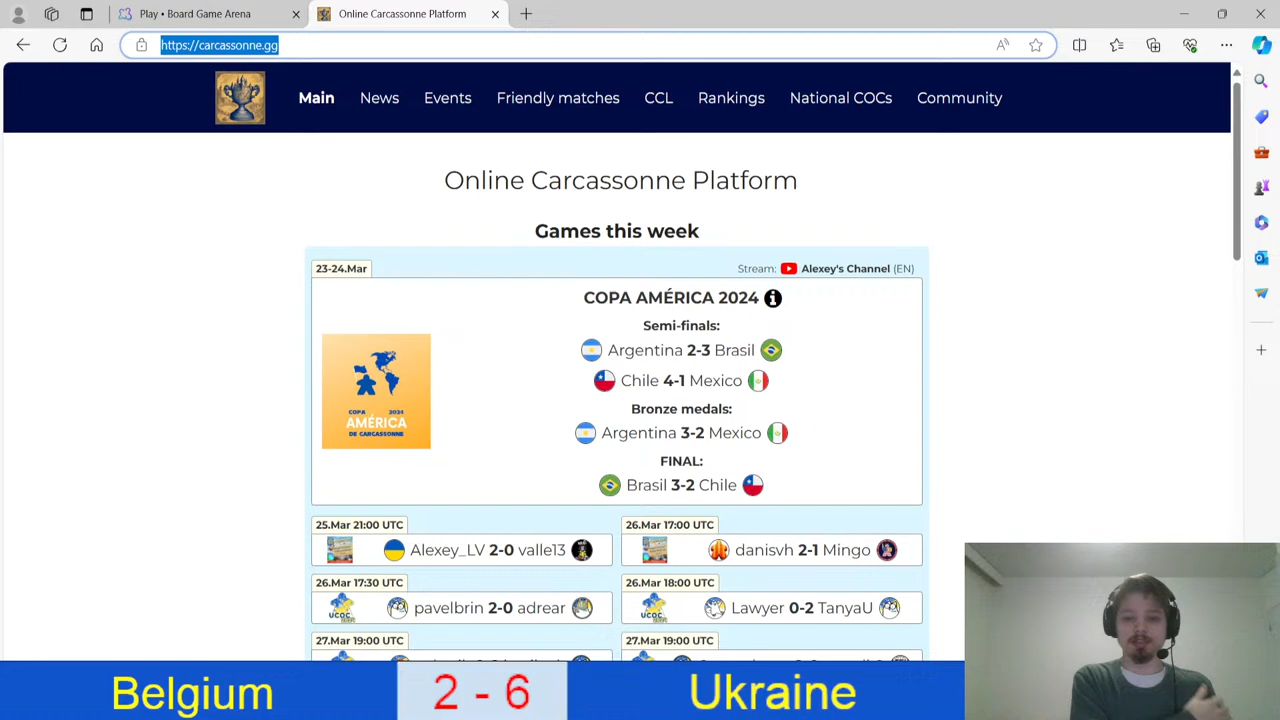 Play • Board Game Arena
Online Carcassonne Platform
https://carcassonne.gg
Main
News
Events
Friendly matches
CCL
Rankings
National COCs
Community
Online Carcassonne Platform
Games this week
23-24.Mar
Stream: Alexey's Channel (EN)
COPA AMÉRICA 2024
Semi-finals:
Argentina 2-3 Brasil
Chile 4-1 Mexico
Bronze medals:
Argentina 3-2 Mexico
FINAL:
Brasil 3-2 Chile
COPA 2024
AMÉRICA
DE CARCASSONNE
25.Mar 21:00 UTC
Alexey_LV 2-0 valle13
26.Mar 17:00 UTC
danisvh 2-1 Mingo
26.Mar 17:30 UTC
UCOC
pavelbrin 2-0 adrear
26.Mar 18:00 UTC
UCOC
Lawyer 0-2 TanyaU
27.Mar 19:00 UTC
27.Mar 19:00 UTC
Belgium
2 - 6
Ukraine